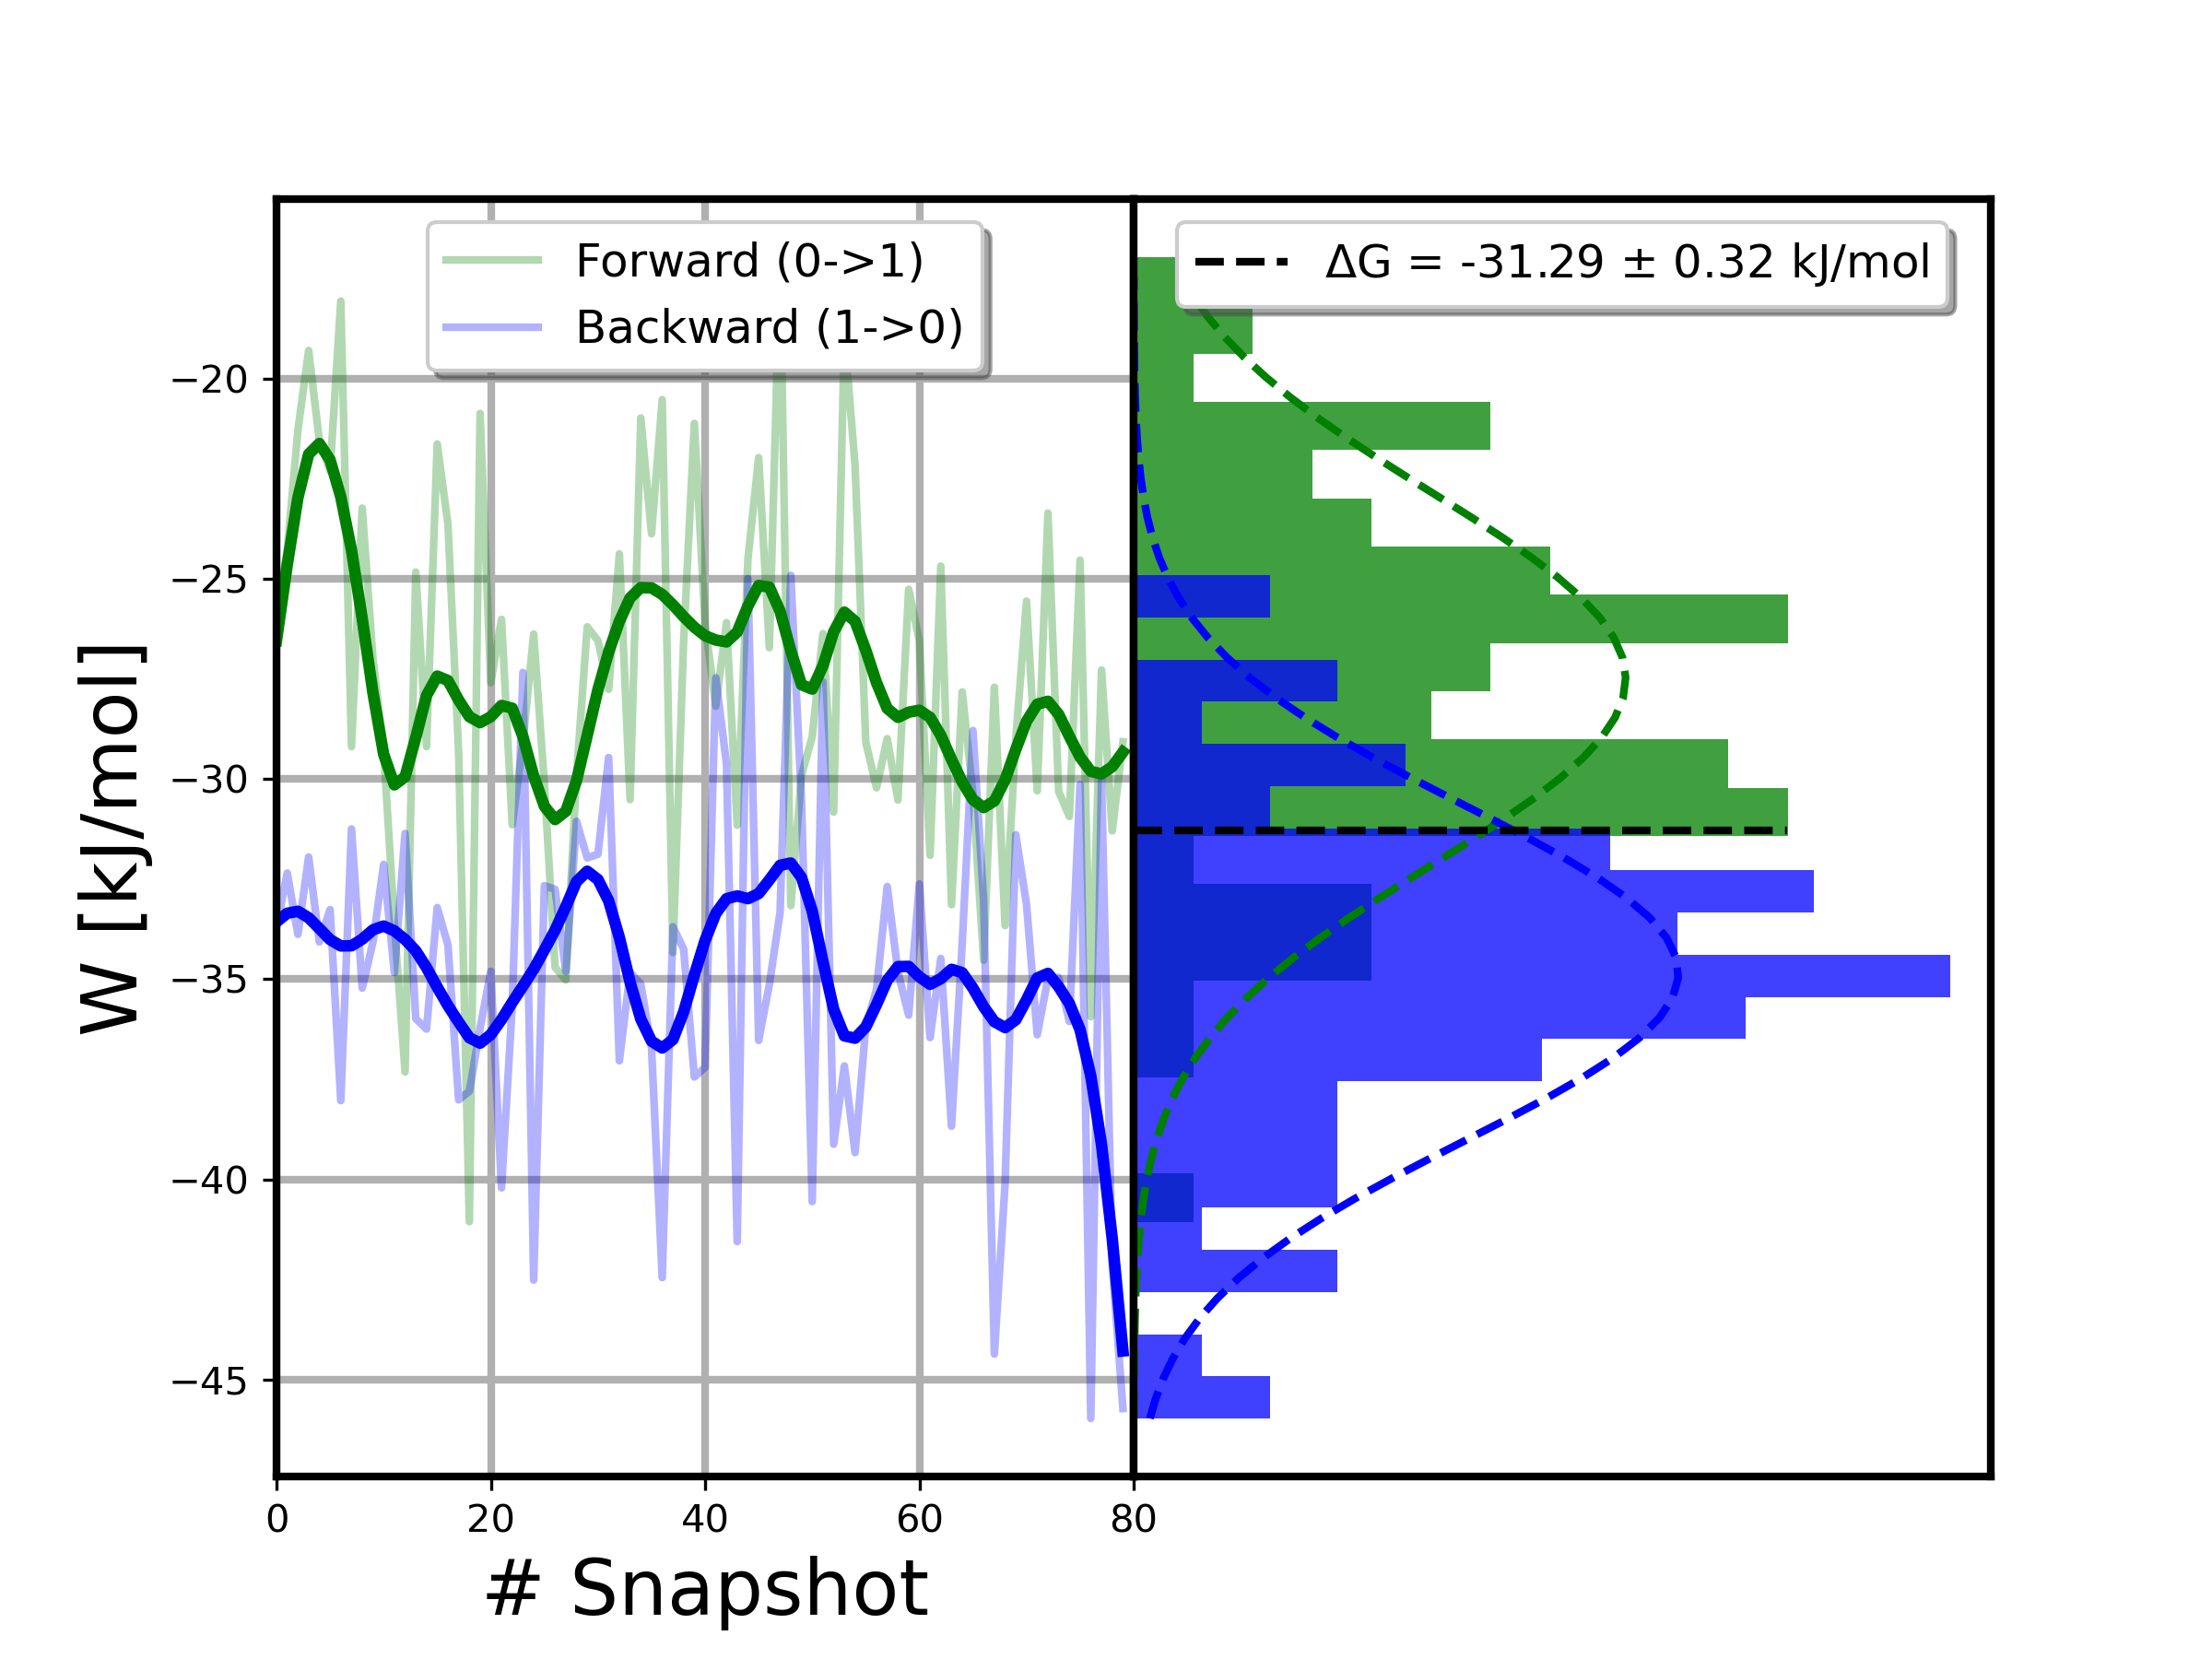 Forward (0->1)
Backward (1->0)
ΔG = -31.29 ± 0.32 kJ/mol
W [kJ/mol]
−20
−25
−30
−35
−40
−45
0 20 40 60 80
# Snapshot